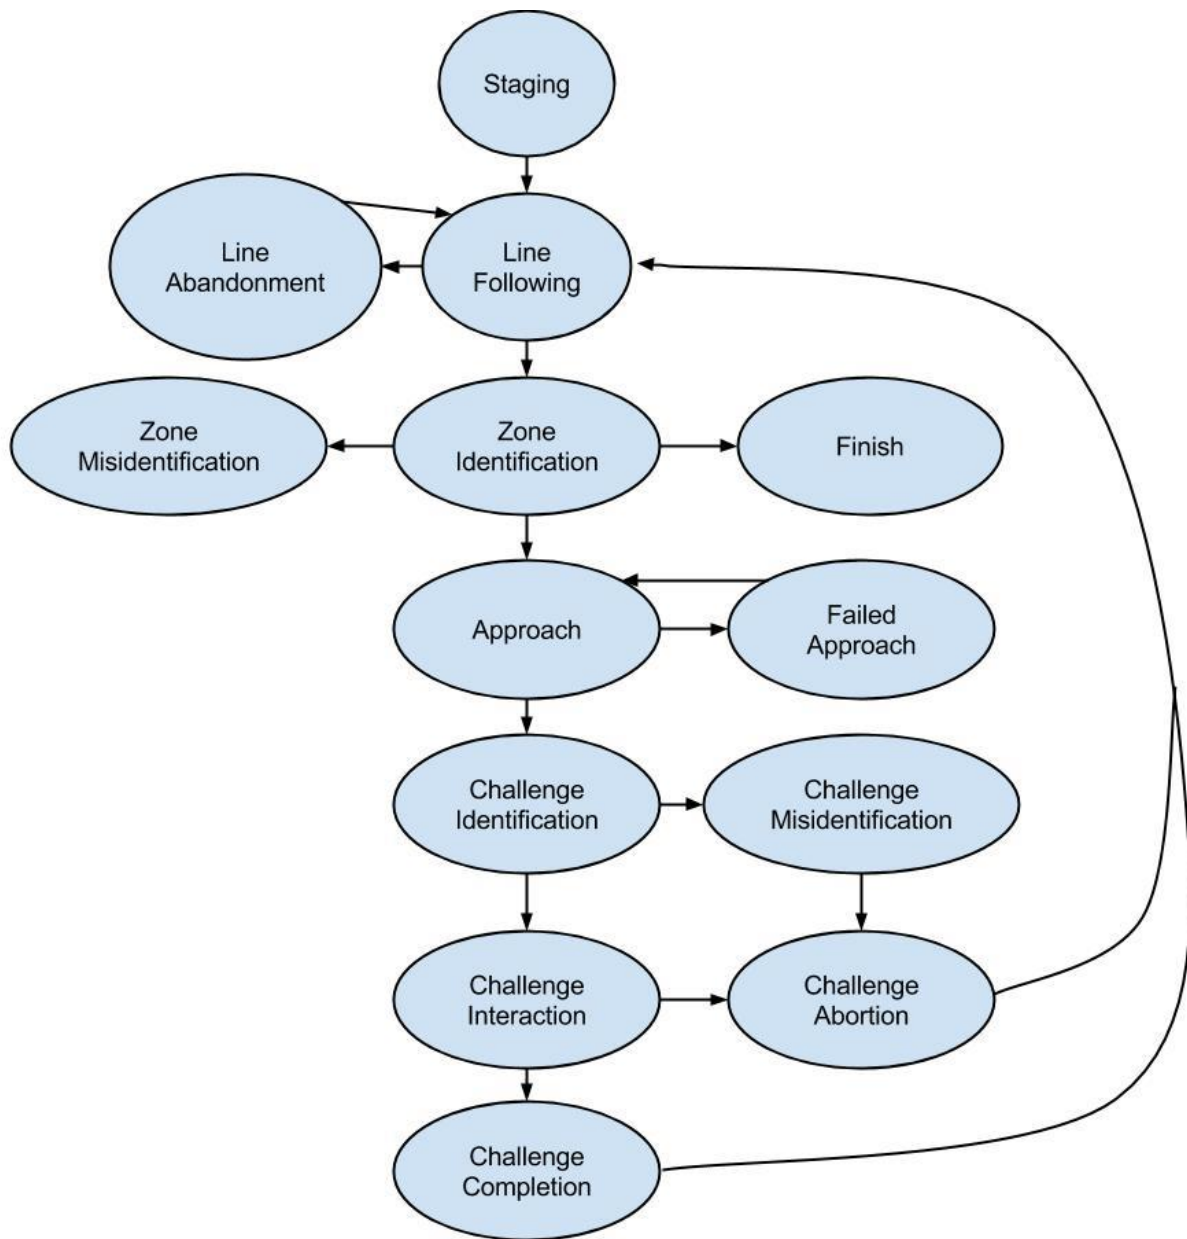 Staging
Line
Abandonment
Line
Following
Zone
Misidentification
Zone
Identification
Finish
Approach
Failed
Approach
Challenge
Identification
Challenge
Misidentification
Challenge
Interaction
Challenge
Abortion
Challenge
Completion